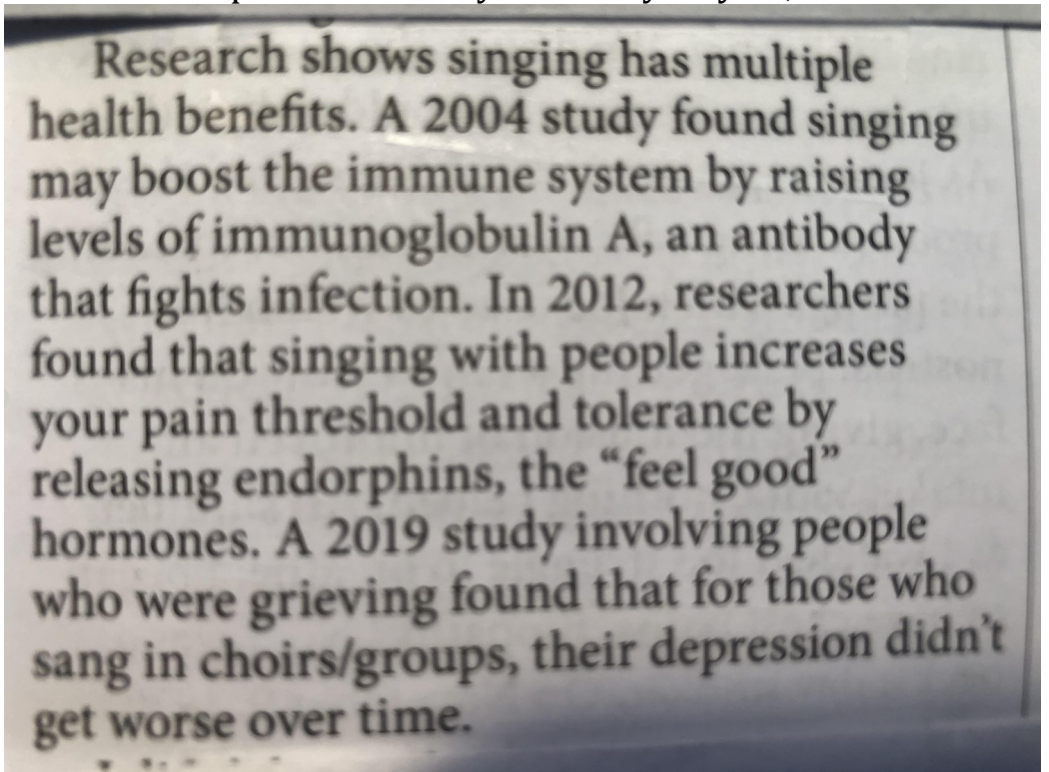 Research shows singing has multiple
health benefits. A 2004 study found singing
may boost the immune system by raising
levels of immunoglobulin A, an antibody
that fights infection. In 2012, researchers
found that singing with people increases
your pain threshold and tolerance by
releasing endorphins, the “feel good”
hormones. A 2019 study involving people
who were grieving found that for those who
sang in choirs/groups, their depression didn’t
get worse over time.